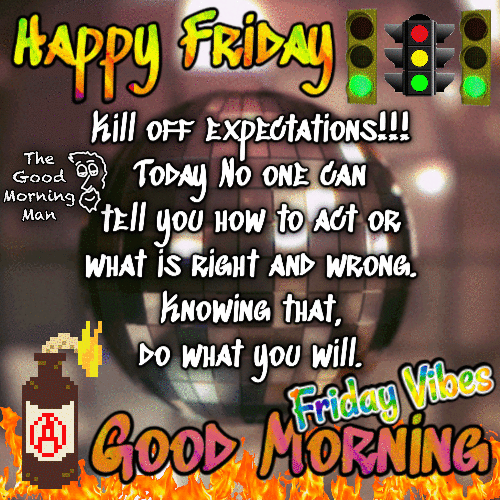 Happy Friday
Kill off expectations!!!
The
Good
Morning
Man
Today No one can
tell you how to act or
what is right and wrong.
Knowing that,
do what you will.
Friday Vibes
Good Morning